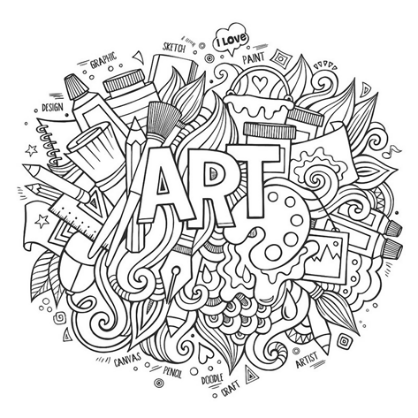 I LOVE
SKETCH
GRAPHIC
PAINT
DESIGN
ART
CANVAS
PENCIL
DOODLE
CRAFT
ARTIST